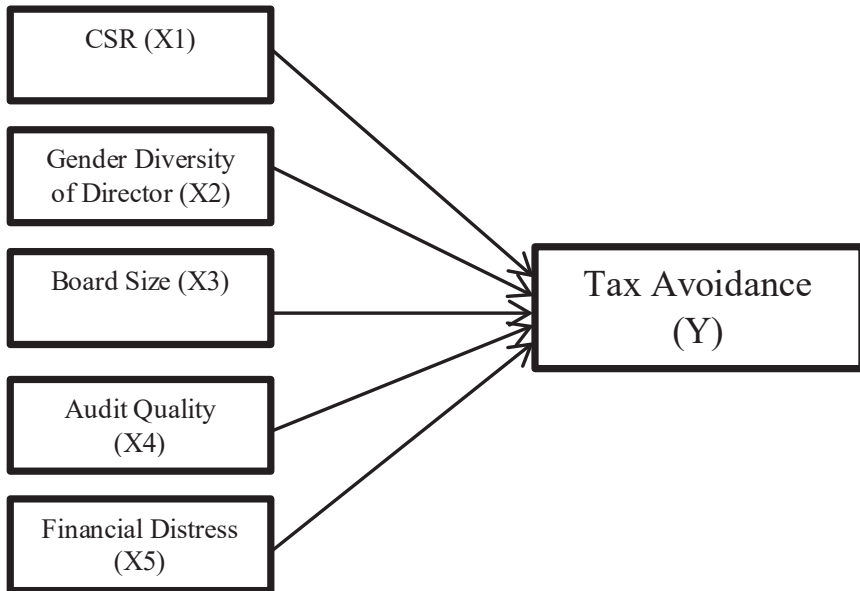 CSR (X1)
Gender Diversity
of Director (X2)
Board Size (X3)
Audit Quality
(X4)
Financial Distress
(X5)
Tax Avoidance
(Y)